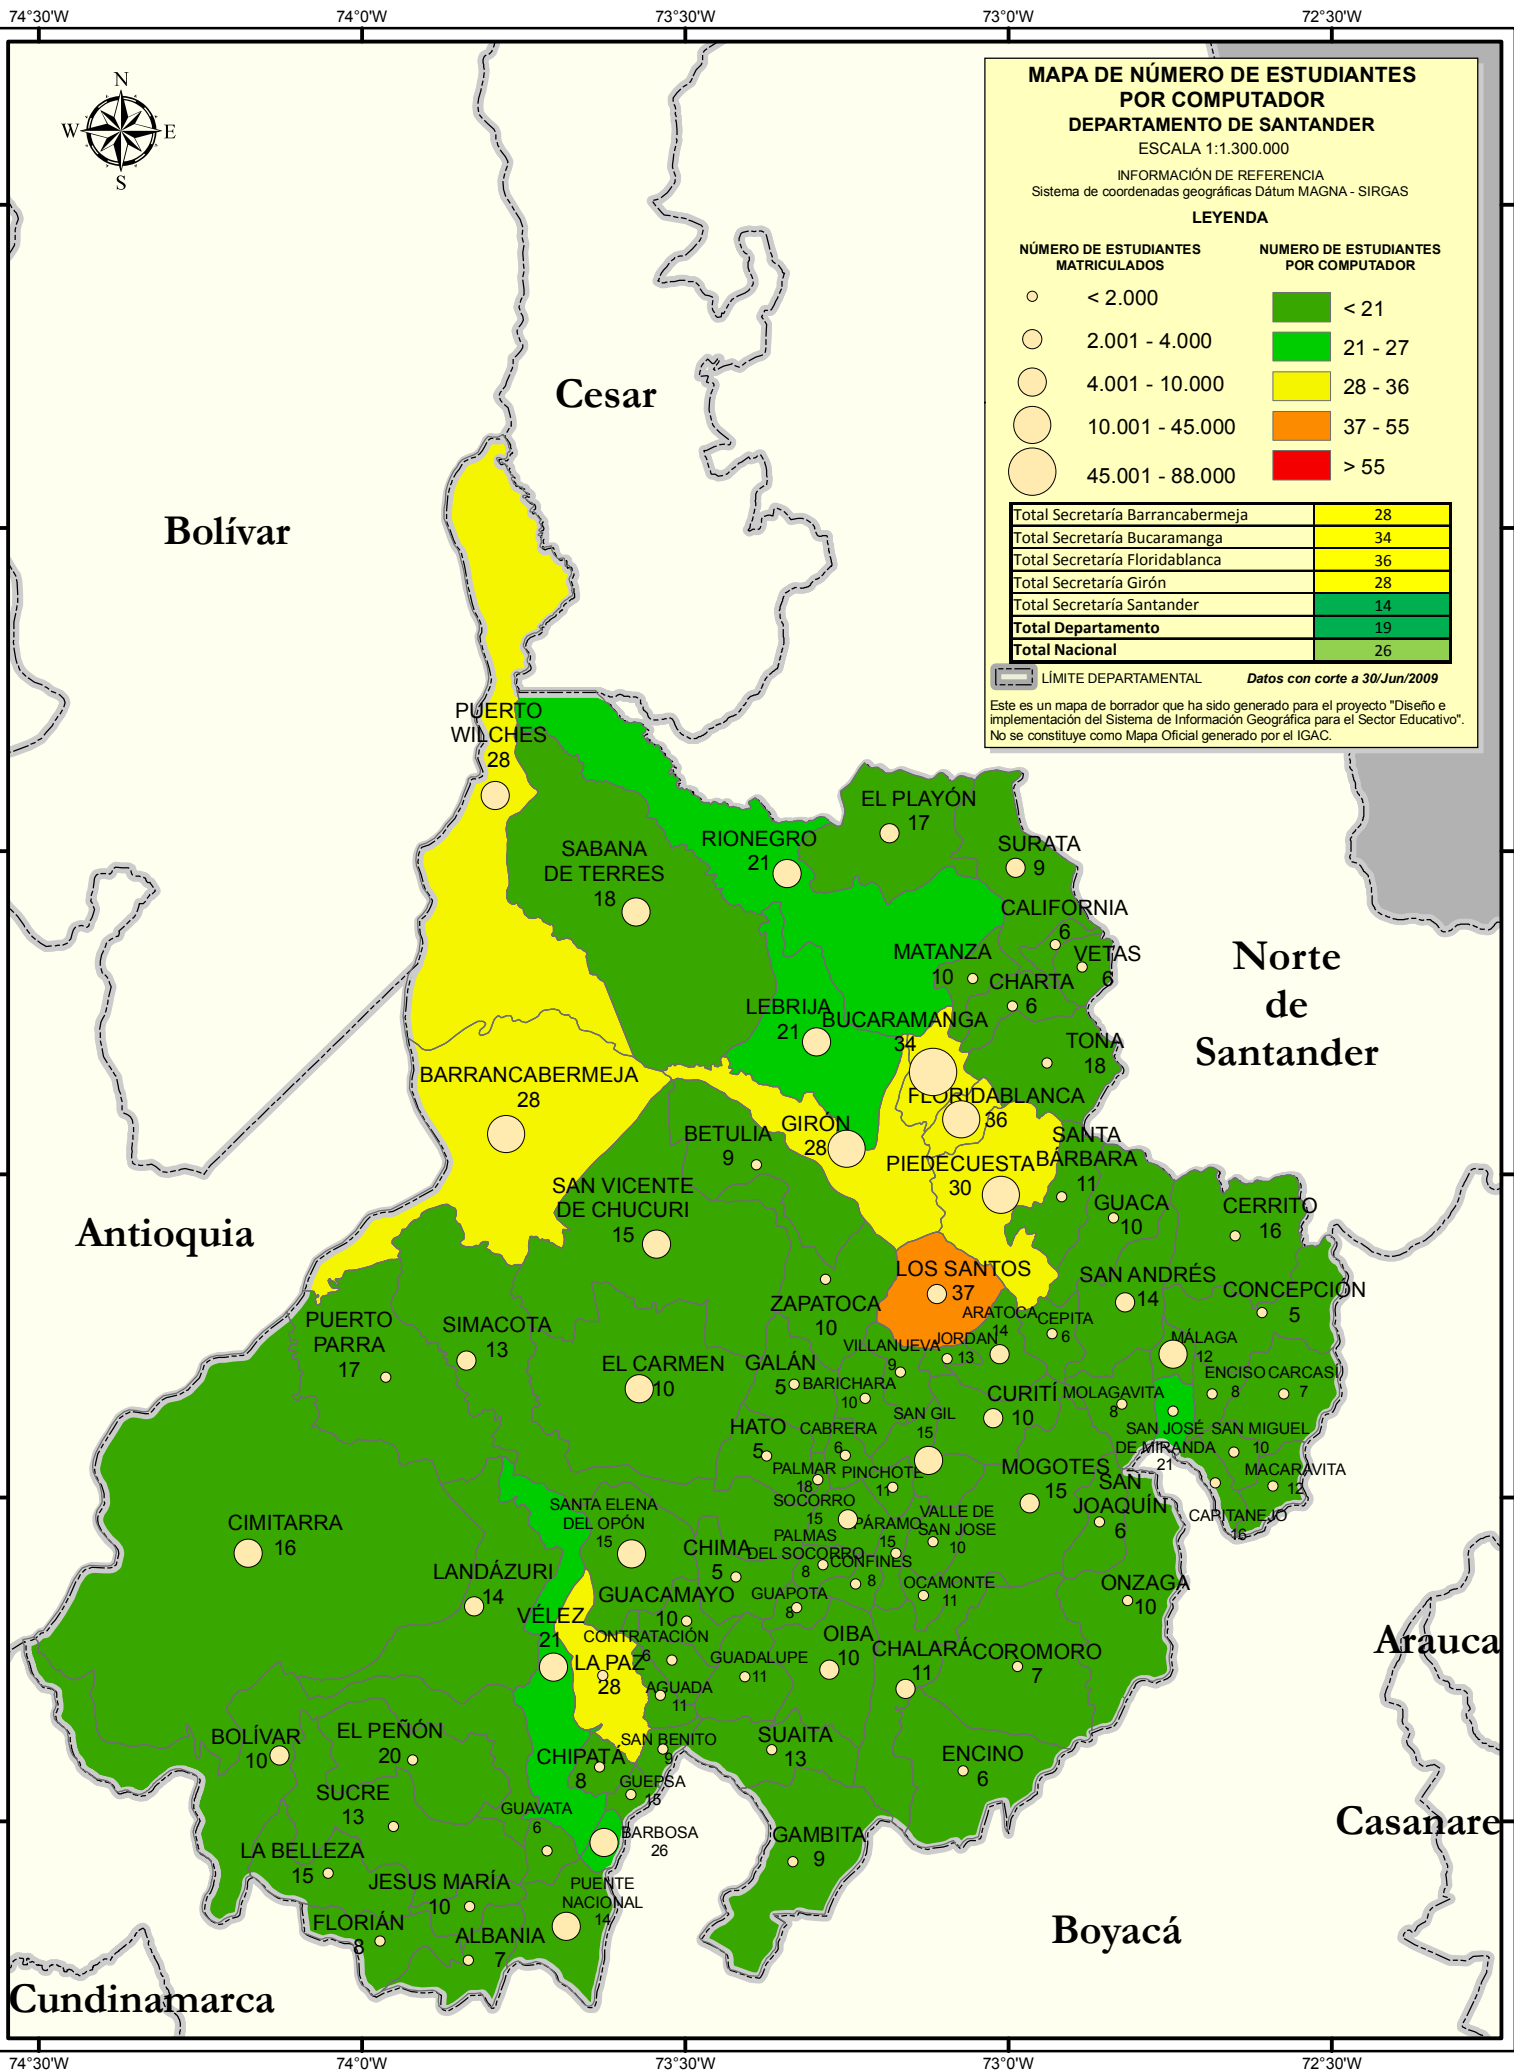 74°30'W
74°0'W
73°30'W
73°0'W
72°30'W
N
W
E
S
MAPA DE NÚMERO DE ESTUDIANTES
POR COMPUTADOR
DEPARTAMENTO DE SANTANDER
ESCALA 1:1.300.000
INFORMACIÓN DE REFERENCIA
Sistema de coordenadas geográficas Dátum MAGNA - SIRGAS
LEYENDA
NÚMERO DE ESTUDIANTES
MATRICULADOS
< 2.000
2.001 - 4.000
4.001 - 10.000
10.001 - 45.000
45.001 - 88.000
NUMERO DE ESTUDIANTES
POR COMPUTADOR
< 21
21 - 27
28 - 36
37 - 55
> 55
Total Secretaría Barrancabermeja 28
Total Secretaría Bucaramanga 34
Total Secretaría Floridablanca 36
Total Secretaría Girón 28
Total Secretaría Santander 14
Total Departamento 19
Total Nacional 26
LÍMITE DEPARTAMENTAL
Datos con corte a 30/Jun/2009
Este es un mapa de borrador que ha sido generado para el proyecto "Diseño e
implementación del Sistema de Información Geográfica para el Sector Educativo".
No se constituye como Mapa Oficial generado por el IGAC.
Cesar
Bolívar
Norte
de
Santander
Antioquia
Arauca
Casanare
Boyacá
Cundinamarca
PUERTO
WILCHES
28
SABANA
DE TERRES
18
RIONEGRO
21
EL PLAYÓN
17
SURATA
9
CALIFORNIA
6
VETAS
6
MATANZA
10
CHARTA
6
LEBRIJA
21
BUCARAMANGA
34
TONA
18
BARRANCABERMEJA
28
FLORIDABLANCA
36
GIRÓN
28
BETULIA
9
PIEDECUESTA
30
SANTA
BÁRBARA
11
SAN VICENTE
DE CHUCURI
15
GUACA
10
CERRITO
16
LOS SANTOS
37
SAN ANDRÉS
14
CONCEPCIÓN
5
ZAPATOCA
10
ARATOCA
14
CEPITA
6
PUERTO
PARRA
17
SIMACOTA
13
VILLANUEVA
9
JORDAN
13
MÁLAGA
12
EL CARMEN
10
GALÁN
5
BARICHARA
10
CURITÍ
10
MOLAGAVITA
8
ENCISO
8
CARCASÍ
7
SAN GIL
15
HATO
5
CABRERA
6
SAN JOSÉ
DE MIRANDA
21
SAN MIGUEL
10
PALMAR
18
PINCHOTE
11
MOGOTES
15
MACARAVITA
12
SAN
JOAQUÍN
6
CAPITANEJO
16
CIMITARRA
16
SANTA ELENA
DEL OPÓN
15
SOCORRO
15
PÁRAMO
15
VALLE DE
SAN JOSE
10
CHIMA
5
PALMAS
DEL SOCORRO
8
CONFINES
8
LANDÁZURI
14
GUACAMAYO
10
GUAPOTA
8
OCAMONTE
11
ONZAGA
10
VÉLEZ
21
CONTRATACIÓN
6
OIBA
10
CHALARÁ
11
COROMORO
7
LA PAZ
28
GUADALUPE
11
AGUADA
11
BOLÍVAR
10
EL PEÑÓN
20
SAN BENITO
9
SUAITA
13
CHIPATÁ
8
ENCINO
6
SUCRE
13
GUEPSA
15
GUAVATA
6
BARBOSA
26
GAMBITA
9
LA BELLEZA
15
JESUS MARÍA
10
PUENTE
NACIONAL
14
FLORIÁN
8
ALBANIA
7
74°30'W
74°0'W
73°30'W
73°0'W
72°30'W